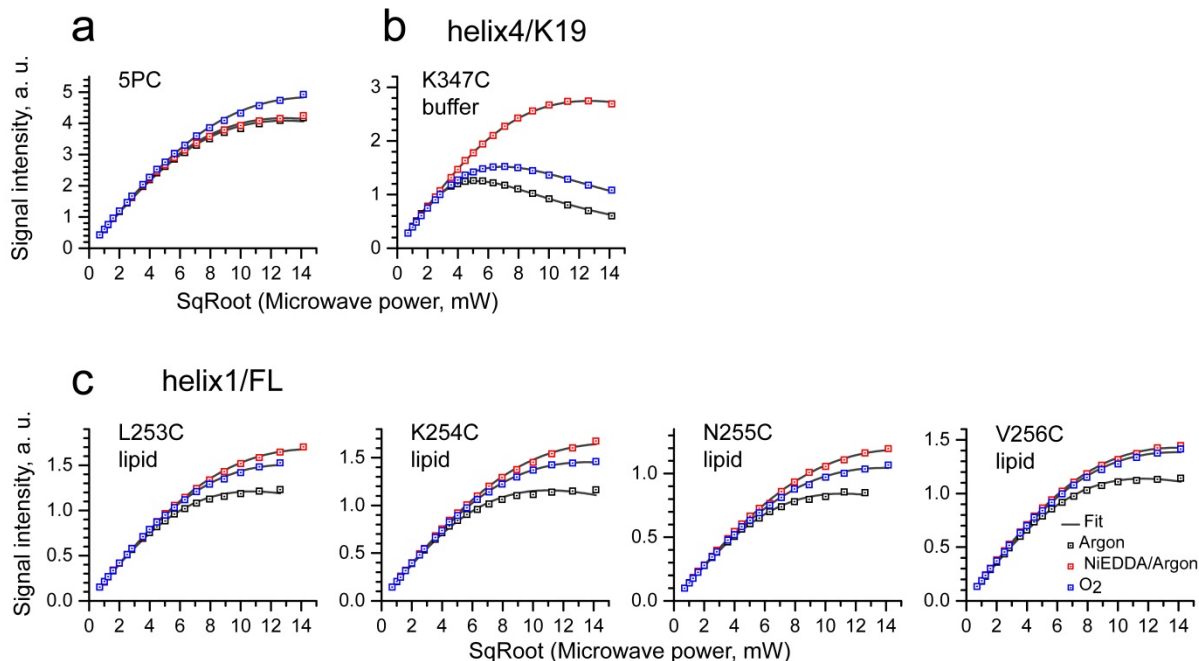 a
b
helix4/K19
5PC
K347C
buffer
Signal intensity, a. u.
5
4
3
2
1
0
3
2
1
0
0 2 4 6 8 10 12 14
0 2 4 6 8 10 12 14
SqRoot (Microwave power, mW)
c
helix1/FL
Signal intensity, a. u.
L253C
lipid
K254C
lipid
N255C
lipid
V256C
lipid
1.5
1.0
0.5
0.0
1.5
1.0
0.5
0.0
1.0
0.5
0.0
1.5
1.0
0.5
0.0
Fit
Argon
NiEDDA/Argon
O2
0 2 4 6 8 10 12 14
0 2 4 6 8 10 12 14
0 2 4 6 8 10 12 14
0 2 4 6 8 10 12 14
SqRoot (Microwave power, mW)